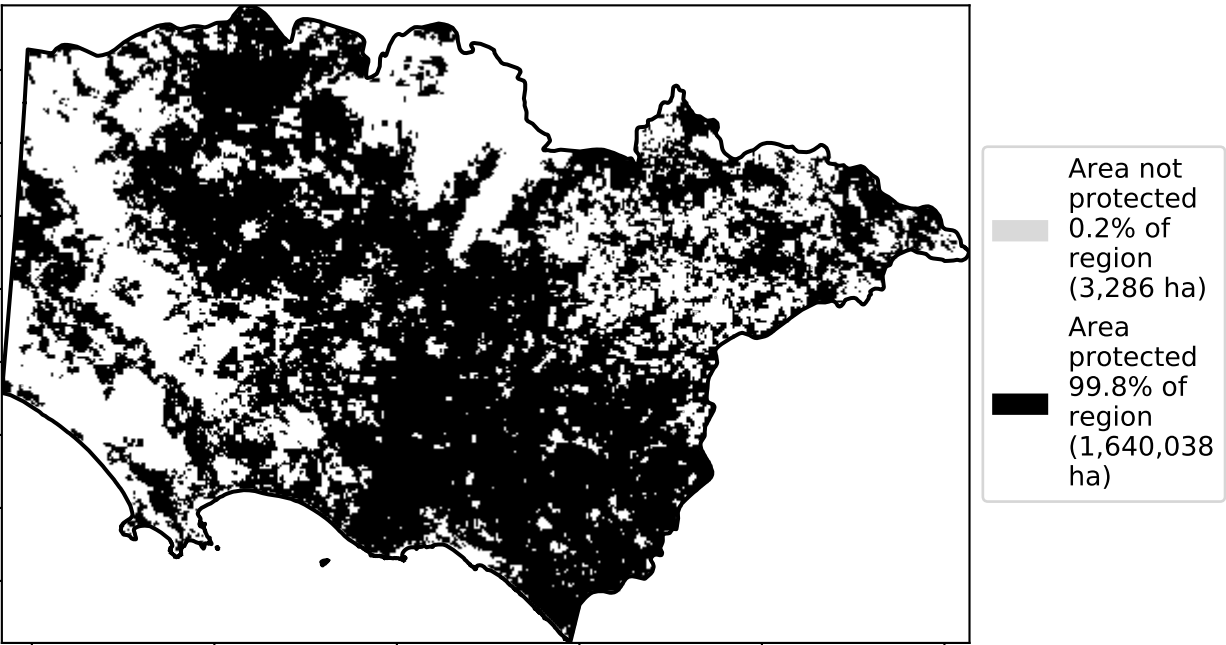 Area not
protected
0.2% of
region
(3,286 ha)
Area
protected
99.8% of
region
(1,640,038
ha)